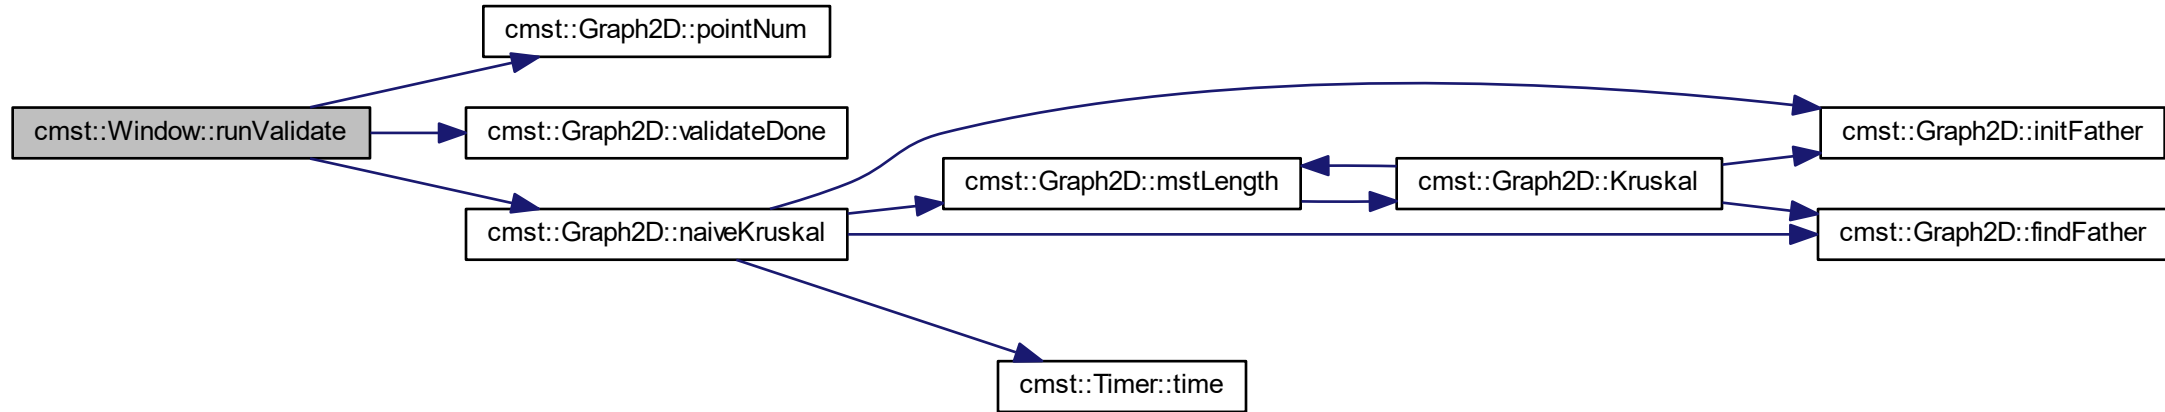 cmst::Graph2D::pointNum
cmst::Window::runValidate
cmst::Graph2D::validateDone
cmst::Graph2D::initFather
cmst::Graph2D::mstLength
cmst::Graph2D::Kruskal
cmst::Graph2D::naiveKruskal
cmst::Graph2D::findFather
cmst::Timer::time